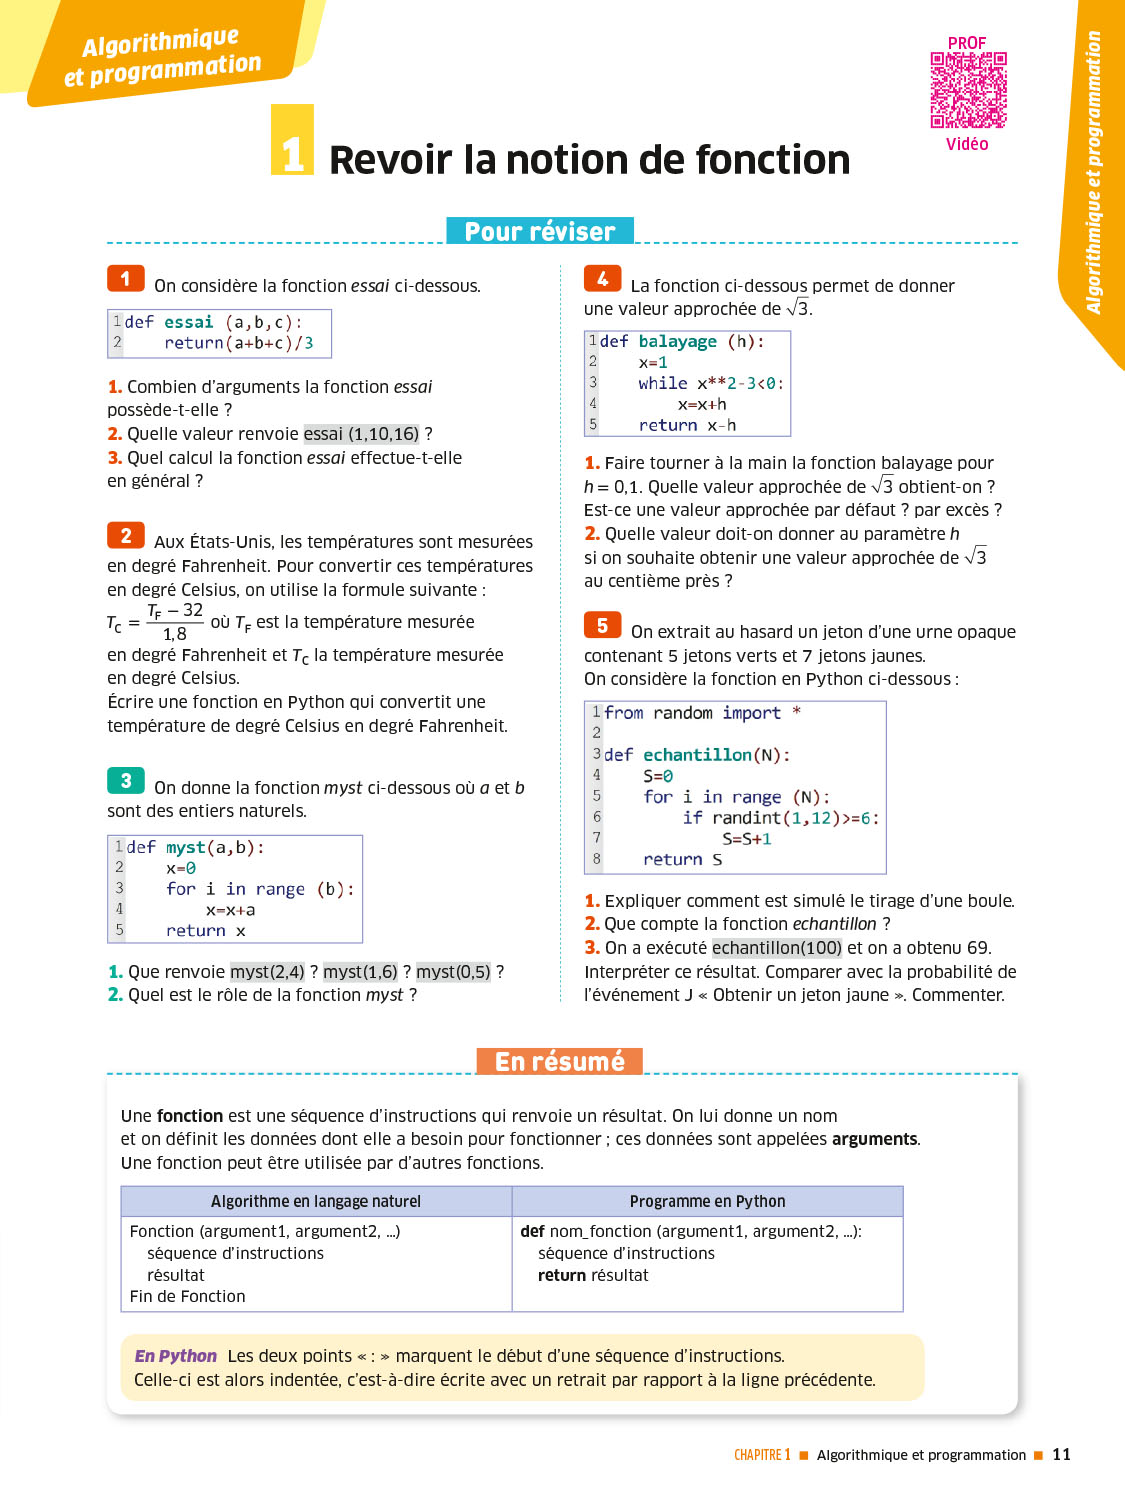 Algorithmique
et programmation
PROF
Vidéo
Algorithmique et programmation
1 Revoir la notion de fonction
Pour réviser
1 On considère la fonction essai ci-dessous.
1 def essai (a,b,c):
2     return(a+b+c)/3
1. Combien d'arguments la fonction essai
possède-t-elle ?
2. Quelle valeur renvoie essai (1,10,16) ?
3. Quel calcul la fonction essai effectue-t-elle
en général ?
2 Aux États-Unis, les températures sont mesurées
en degré Fahrenheit. Pour convertir ces températures
en degré Celsius, on utilise la formule suivante :
T_C = (T_F − 32)/1,8 où T_F est la température mesurée
en degré Fahrenheit et T_C la température mesurée
en degré Celsius.
Écrire une fonction en Python qui convertit une
température de degré Celsius en degré Fahrenheit.
3 On donne la fonction myst ci-dessous où a et b
sont des entiers naturels.
1 def myst(a,b):
2     x=0
3     for i in range (b):
4         x=x+a
5     return x
1. Que renvoie myst(2,4) ? myst(1,6) ? myst(0,5) ?
2. Quel est le rôle de la fonction myst ?
4 La fonction ci-dessous permet de donner
une valeur approchée de √3.
1 def balayage (h):
2     x=1
3     while x**2-3<0:
4         x=x+h
5     return x-h
1. Faire tourner à la main la fonction balayage pour
h = 0,1. Quelle valeur approchée de √3 obtient-on ?
Est-ce une valeur approchée par défaut ? par excès ?
2. Quelle valeur doit-on donner au paramètre h
si on souhaite obtenir une valeur approchée de √3
au centième près ?
5 On extrait au hasard un jeton d'une urne opaque
contenant 5 jetons verts et 7 jetons jaunes.
On considère la fonction en Python ci-dessous :
1 from random import *
2
3 def echantillon(N):
4     S=0
5     for i in range (N):
6         if randint(1,12)>=6:
7             S=S+1
8     return S
1. Expliquer comment est simulé le tirage d'une boule.
2. Que compte la fonction echantillon ?
3. On a exécuté echantillon(100) et on a obtenu 69.
Interpréter ce résultat. Comparer avec la probabilité de
l'événement J « Obtenir un jeton jaune ». Commenter.
En résumé
Une fonction est une séquence d'instructions qui renvoie un résultat. On lui donne un nom
et on définit les données dont elle a besoin pour fonctionner ; ces données sont appelées arguments.
Une fonction peut être utilisée par d'autres fonctions.
Algorithme en langage naturel
Fonction (argument1, argument2, ...)
séquence d'instructions
résultat
Fin de Fonction
Programme en Python
def nom_fonction (argument1, argument2, ...):
séquence d'instructions
return résultat
En Python Les deux points « : » marquent le début d'une séquence d'instructions.
Celle-ci est alors indentée, c'est-à-dire écrite avec un retrait par rapport à la ligne précédente.
CHAPITRE 1 ■ Algorithmique et programmation ■ 11